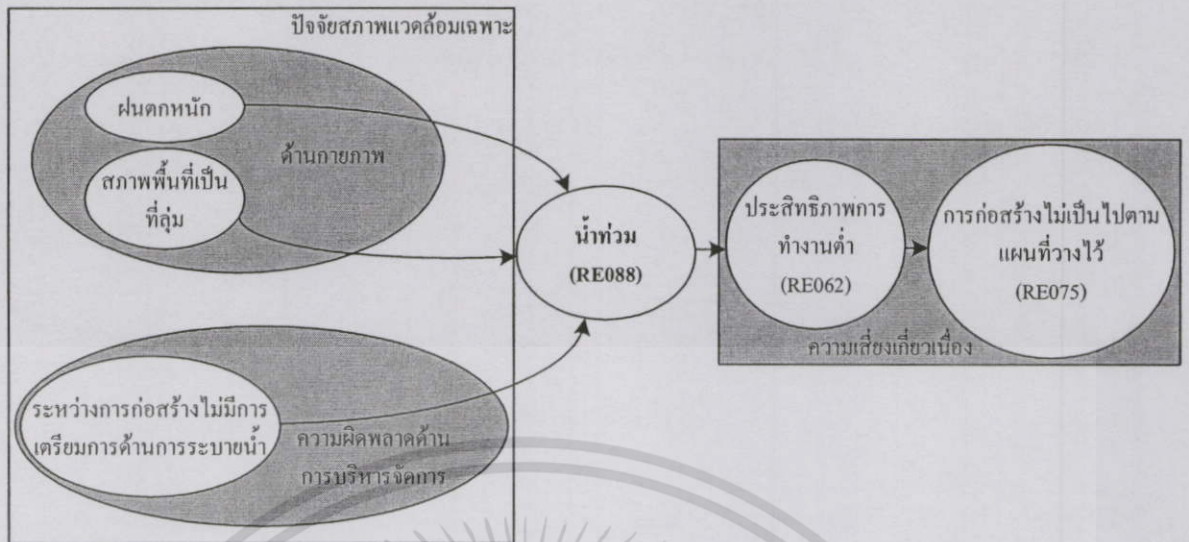 ปัจจัยสภาพแวดล้อมเฉพาะ
ฝนตกหนัก
ด้านกายภาพ
สภาพพื้นที่เป็น
ที่ลุ่ม
น้ำท่วม
(RE088)
ประสิทธิภาพการ
ทำงานต่ำ
(RE062)
การก่อสร้างไม่เป็นไปตาม
แผนที่วางไว้
(RE075)
ความเสี่ยงเกี่ยวเนื่อง
ระหว่างการก่อสร้างไม่มีการ
เตรียมการด้านการระบายน้ำ
ความผิดพลาดด้าน
การบริหารจัดการ